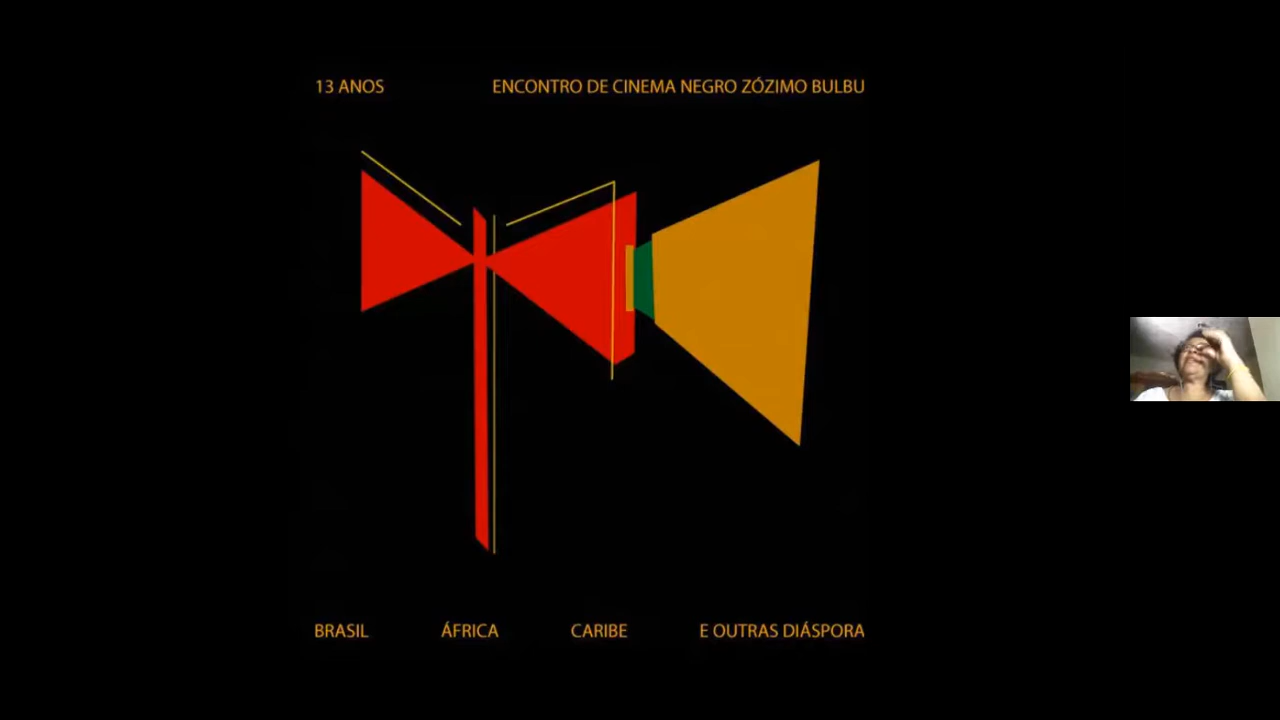 13 ANOS ENCONTRO DE CINEMA NEGRO ZÓZIMO BULBU
BRASIL ÁFRICA CARIBE E OUTRAS DIÁSPORA